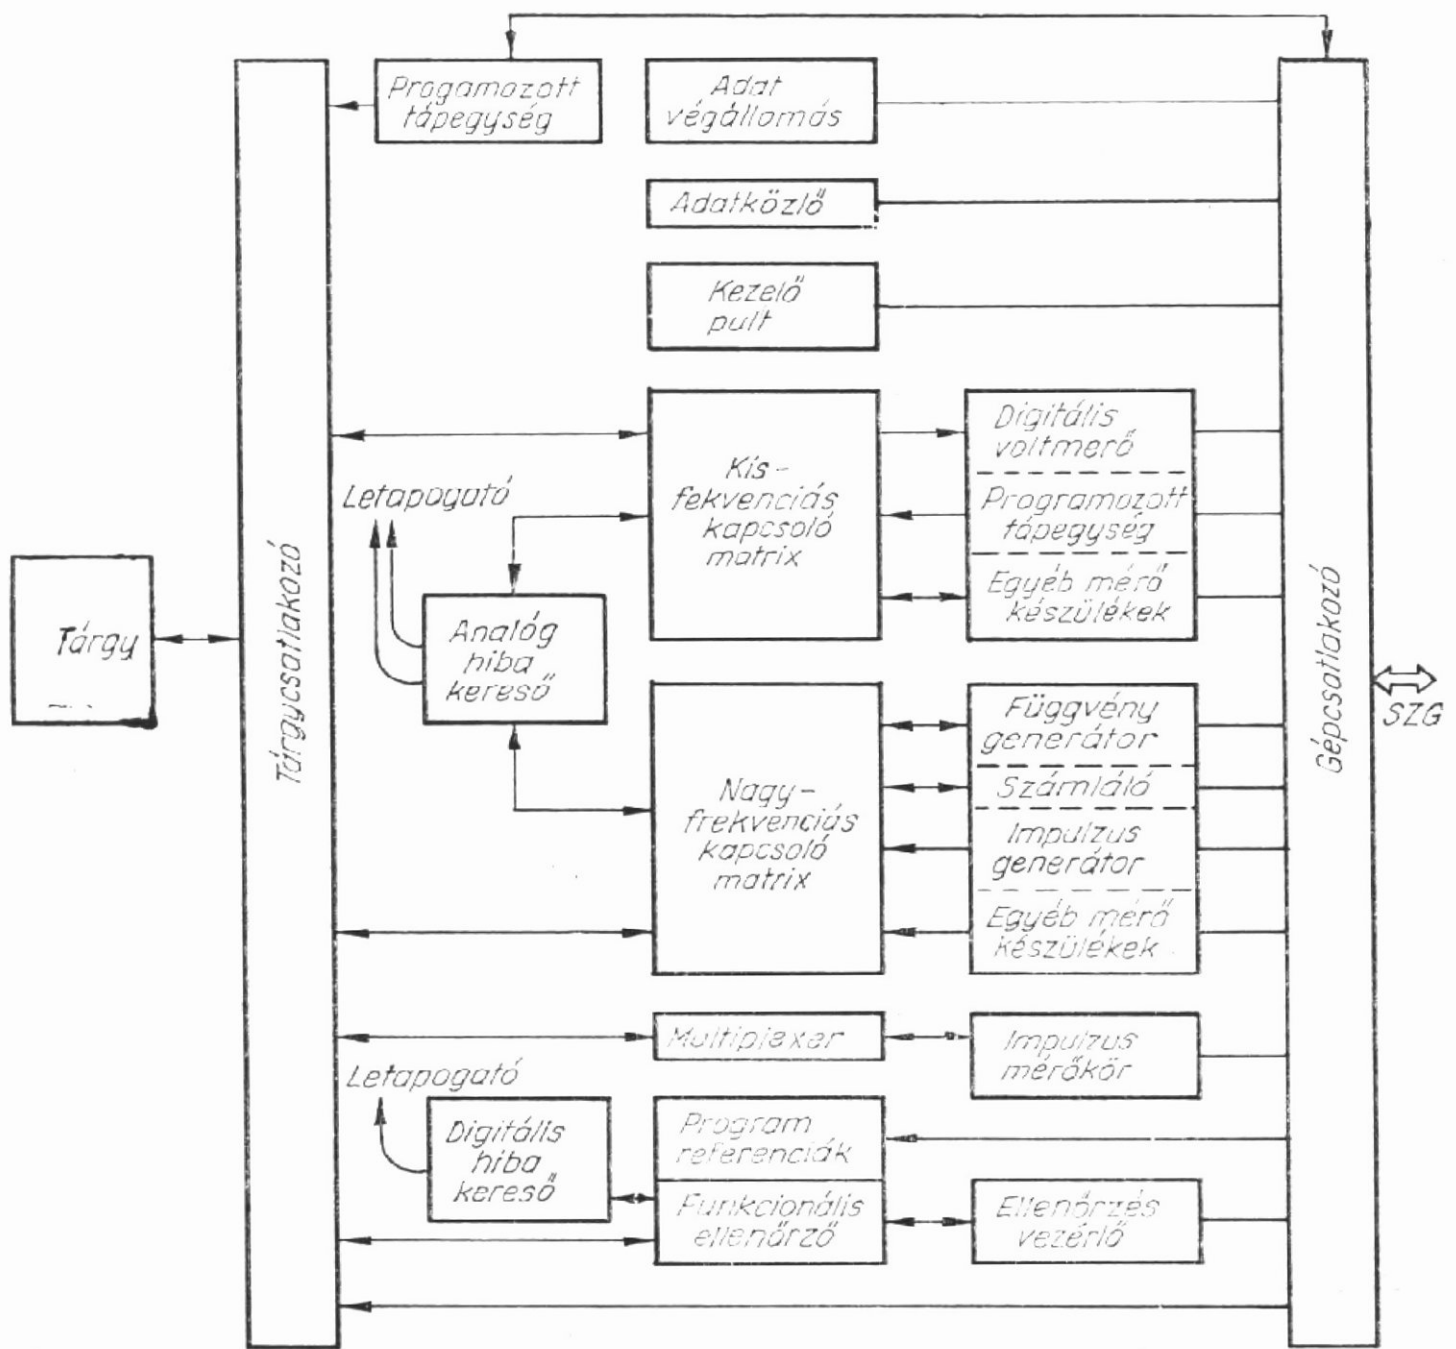 Progamozott
tápegység
Adat
végállomás
Adatközlő
Kezelő
pult
Tárgy
Tárgycsatlakozó
Letapogató
Analóg
hiba
kereső
Kis-
fekvenciás
kapcsoló
matrix
Digitális
voltmerő
Programozott
tápegység
Egyéb mérő
készülékek
Nagy-
frekvenciás
kapcsoló
matrix
Függvény
generátor
Számláló
Impulzus
generátor
Egyéb mérő
készülékek
Gépcsatlakozó
SZG
Multiplexer
Impulzus
mérőkör
Letapogató
Digitális
hiba
kereső
Program
referenciák
Funkcionális
ellenőrző
Ellenőrzés
vezérlő